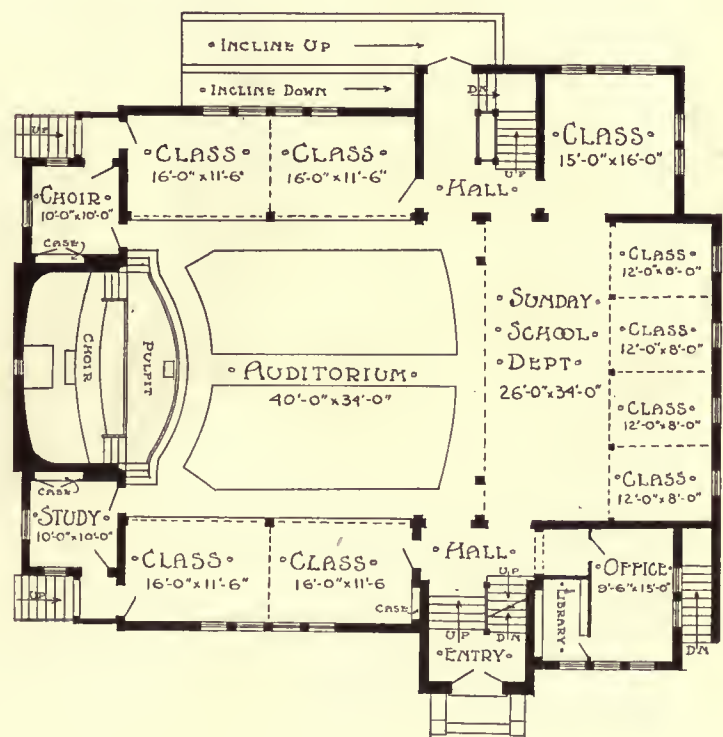 INCLINE UP
INCLINE DOWN
UP
DN
UP
CLASS
16'-0" x 11'-6"
CLASS
16'-0" x 11'-6"
CLASS
15'-0" x 16'-0"
CHOIR
10'-0" x 10'-0"
HALL
CASE
CLASS
12'-0" x 8'-0"
SUNDAY
SCHOOL
DEPT
26'-0" x 34'-0"
CLASS
12'-0" x 8'-0"
CHOIR
PULPIT
AUDITORIUM
40'-0" x 34'-0"
CLASS
12'-0" x 8'-0"
CLASS
12'-0" x 8'-0"
CASE
STUDY
10'-0" x 10'-0"
CLASS
16'-0" x 11'-6"
CLASS
16'-0" x 11'-6
HALL
OFFICE
9'-6" x 15'-0"
UP
UP
CASE
LIBRARY
UP
DN
DN
ENTRY